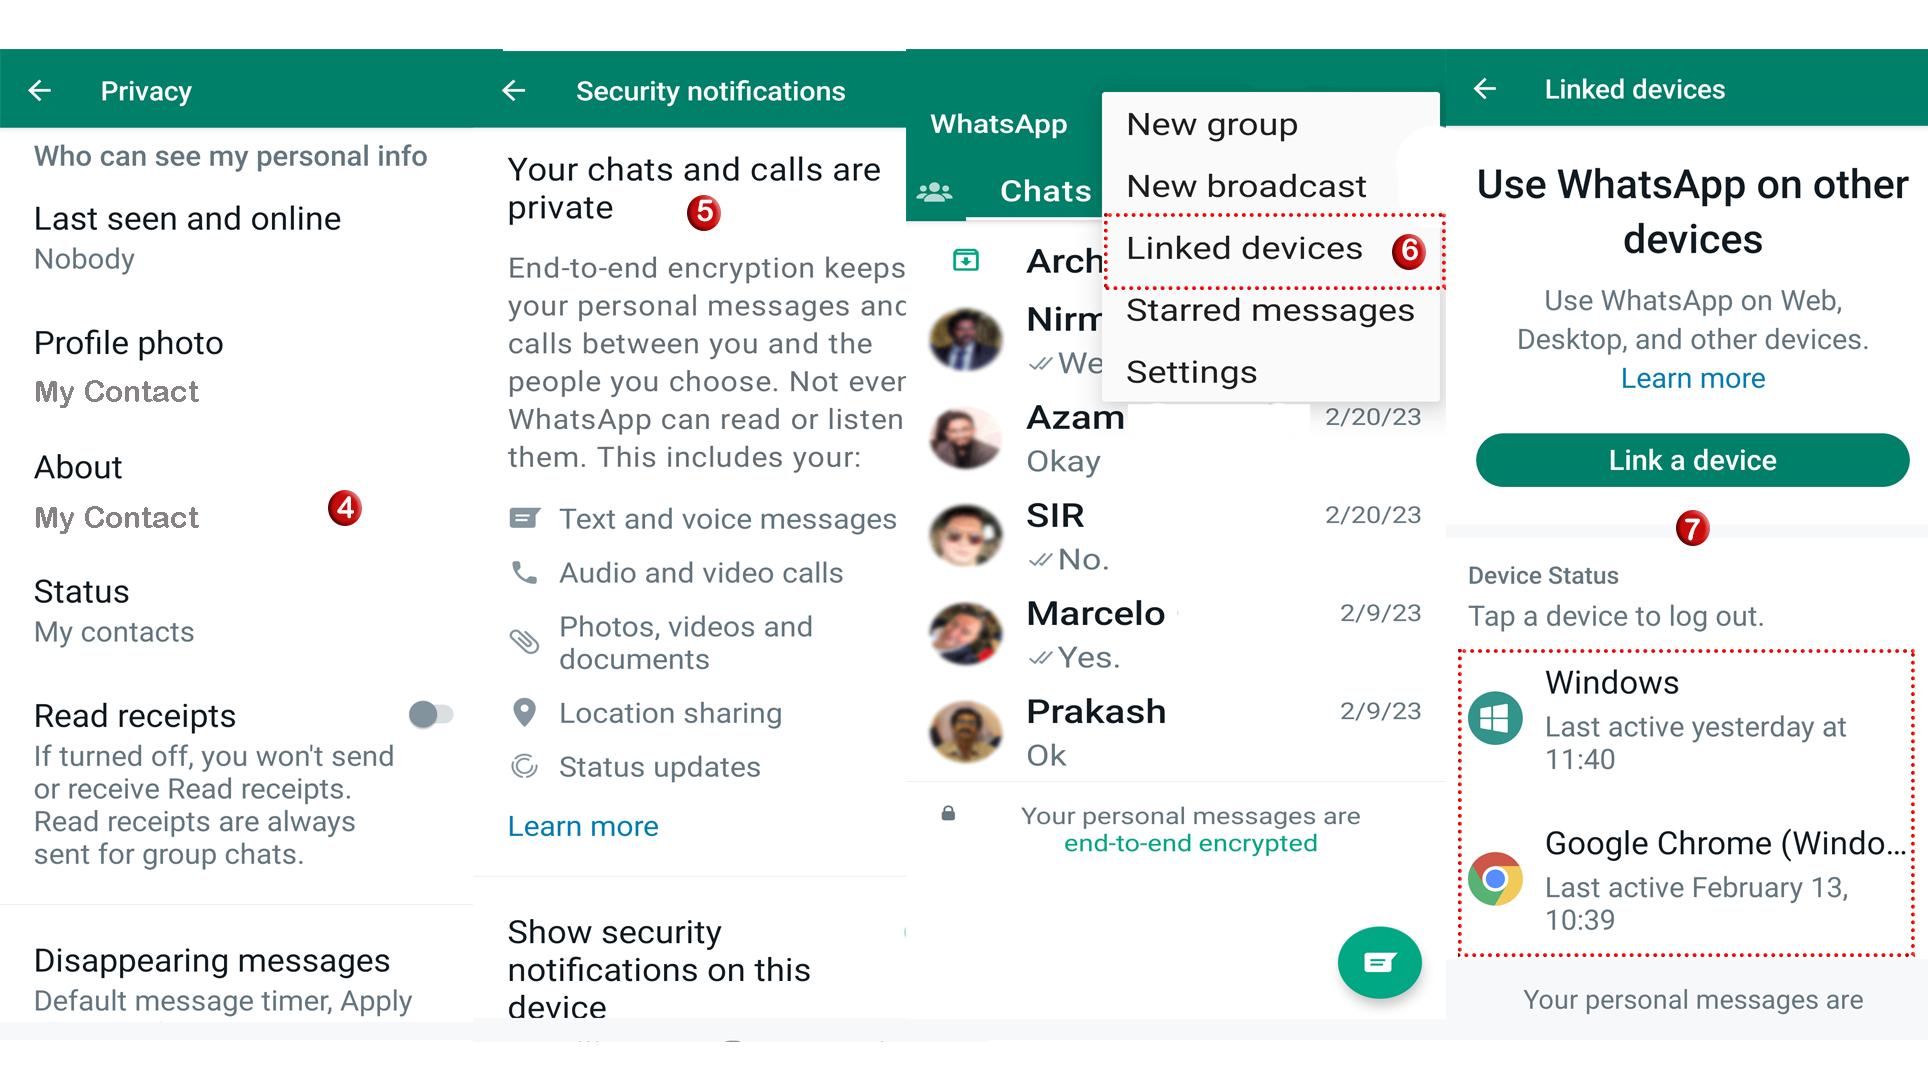 Privacy
Who can see my personal info
Last seen and online
Nobody
Profile photo
My Contact
About
My Contact
4
Status
My contacts
Read receipts
If turned off, you won't send
or receive Read receipts.
Read receipts are always
sent for group chats.
Disappearing messages
Default message timer, Apply
Security notifications
Your chats and calls are
private
5
End-to-end encryption keeps
your personal messages and
calls between you and the
people you choose. Not even
WhatsApp can read or listen
them. This includes your:
Text and voice messages
Audio and video calls
Photos, videos and
documents
Location sharing
Status updates
Learn more
Show security
notifications on this
device
WhatsApp
Chats
New group
New broadcast
Linked devices
6
Starred messages
Settings
Arch
Nirm
We
Azam
2/20/23
Okay
SIR
2/20/23
No.
Marcelo
2/9/23
Yes.
Prakash
2/9/23
Ok
Your personal messages are
end-to-end encrypted
Linked devices
Use WhatsApp on other
devices
Use WhatsApp on Web,
Desktop, and other devices.
Learn more
Link a device
7
Device Status
Tap a device to log out.
Windows
Last active yesterday at
11:40
Google Chrome (Windo...
Last active February 13,
10:39
Your personal messages are